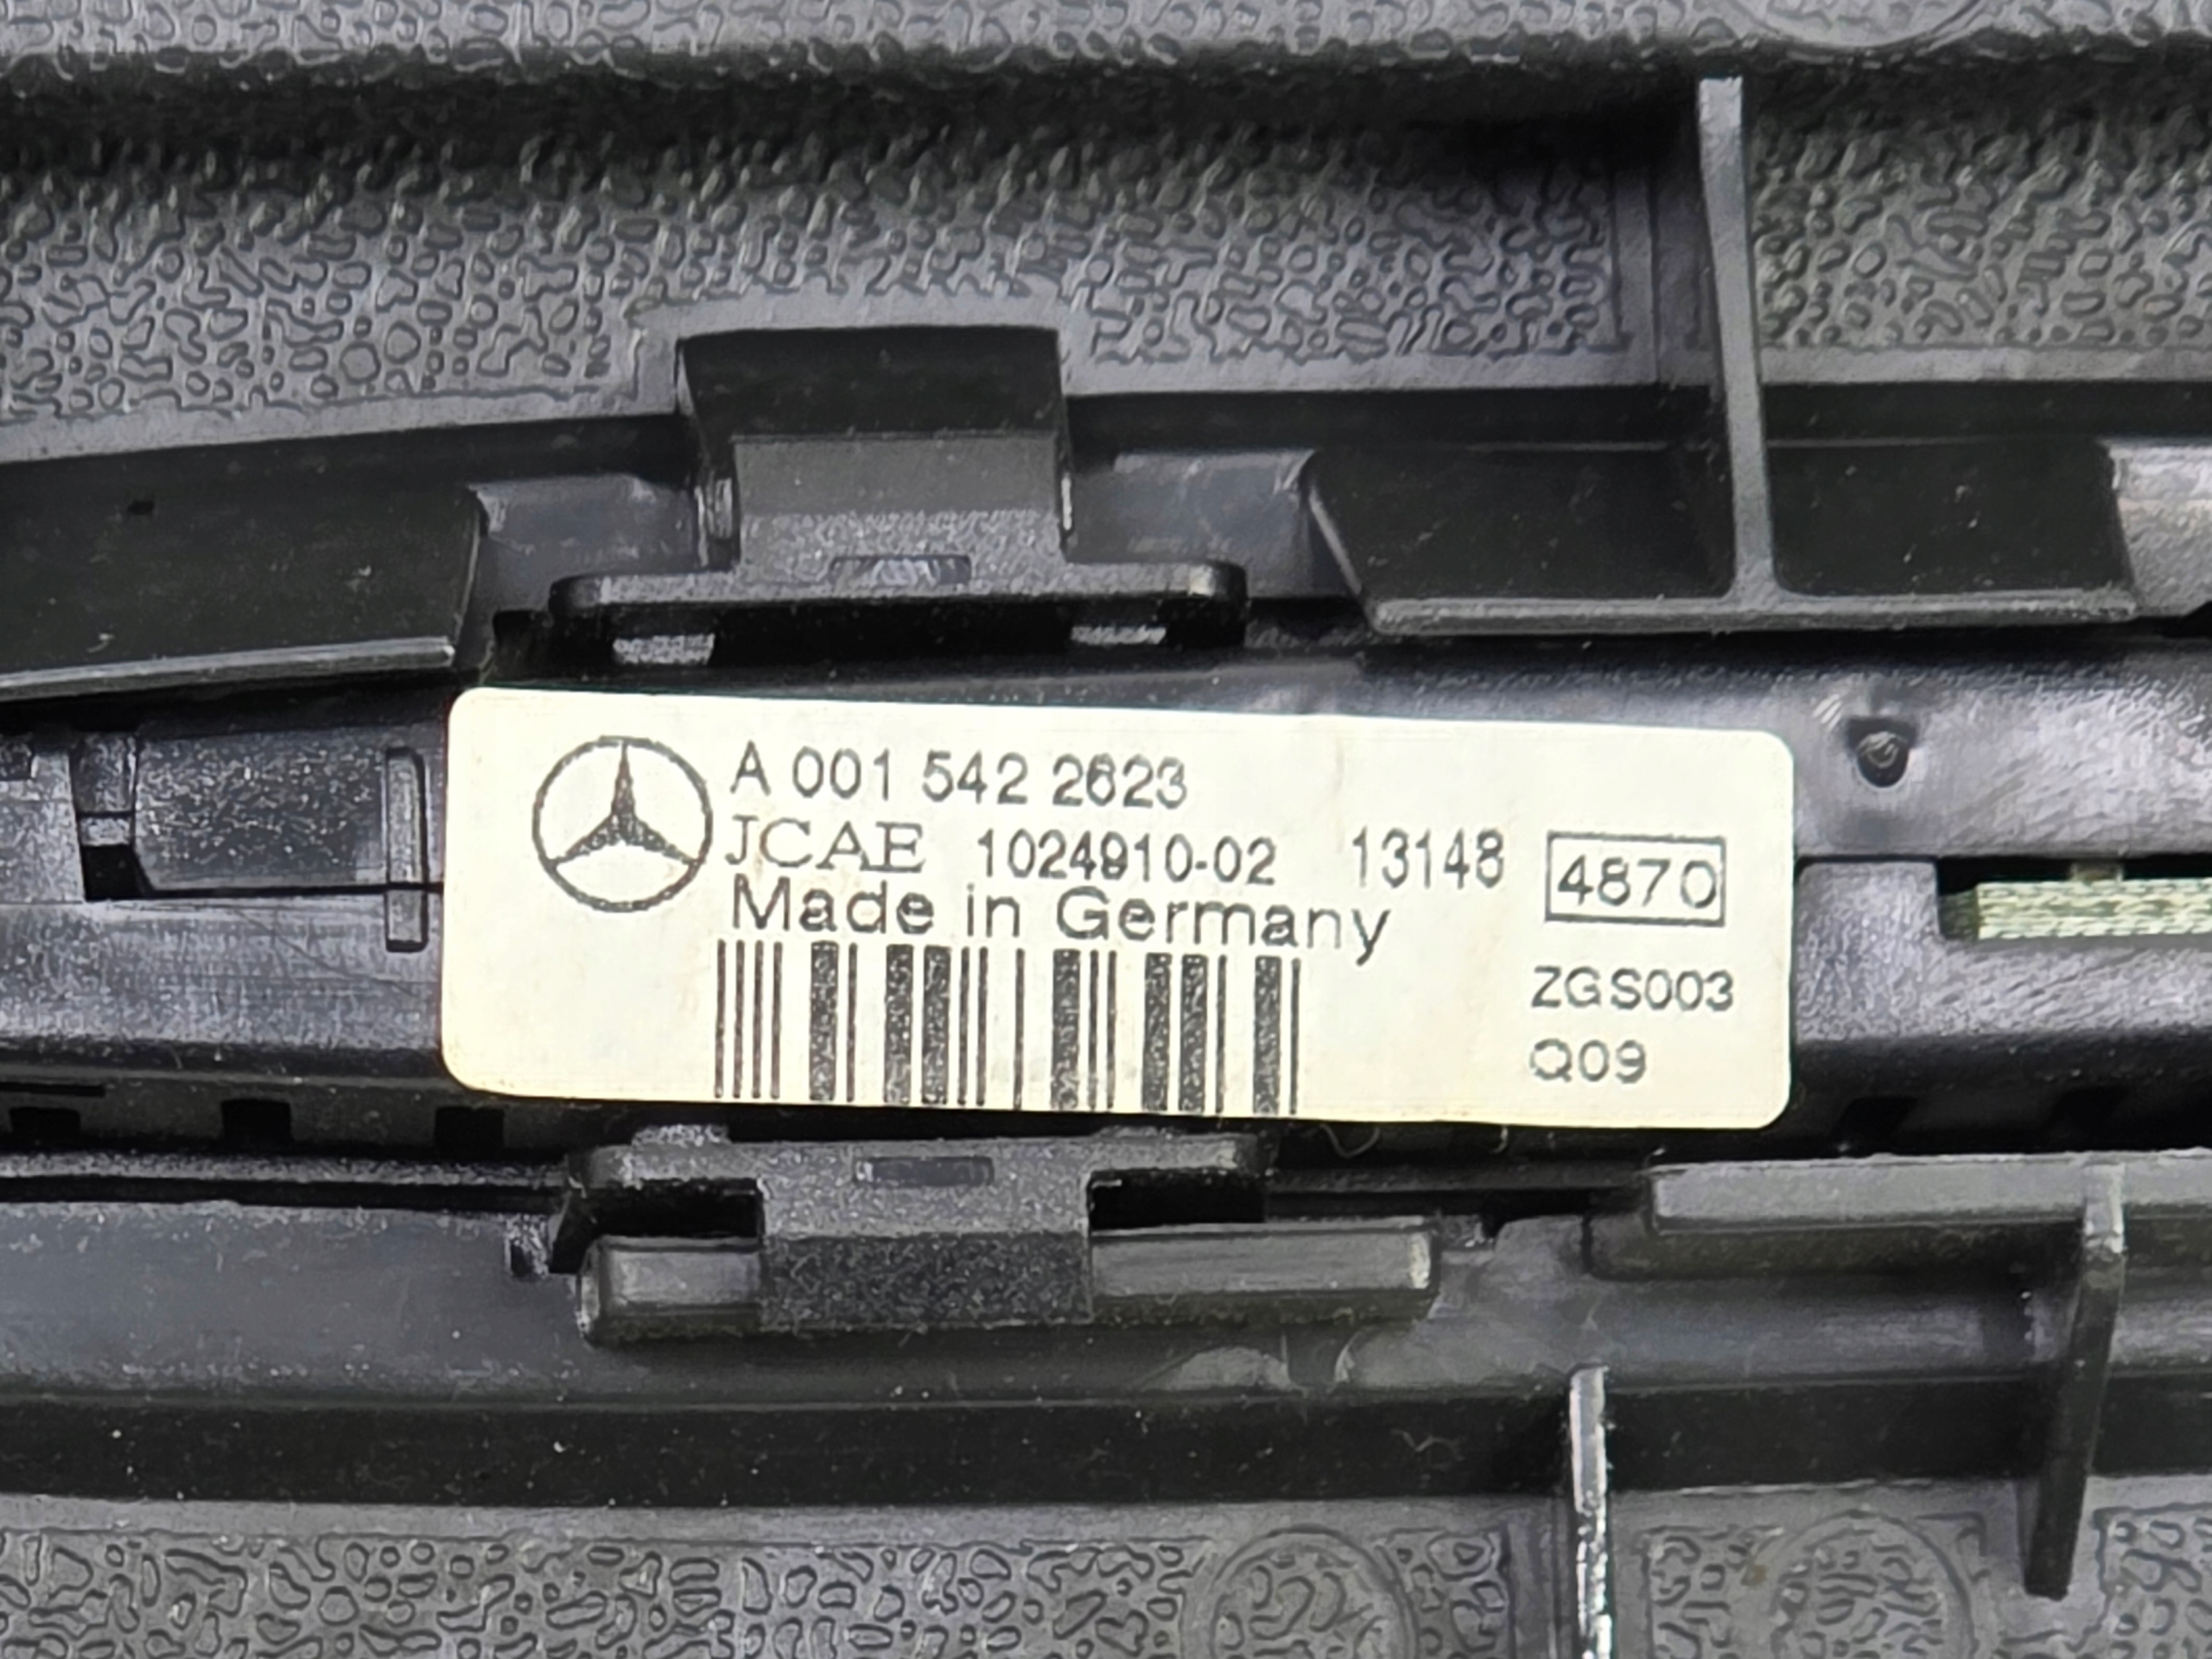 A 001 542 2623
JCAE 1024910-02 13148 4870
Made in Germany
ZGS003
Q09